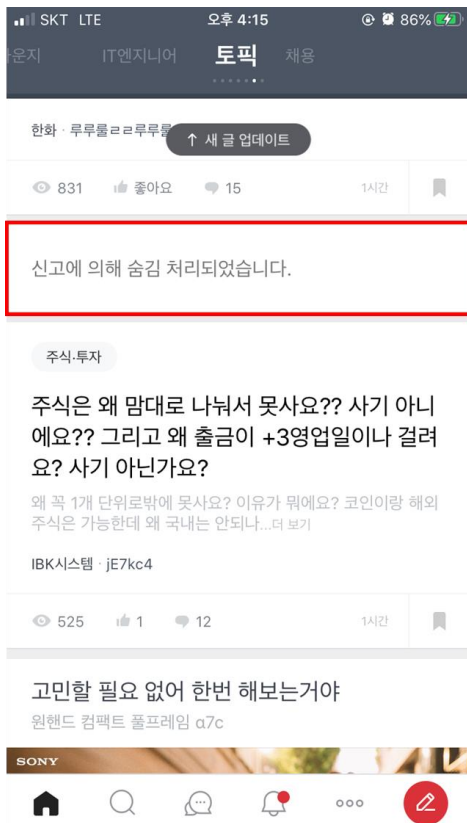 SKT LTE 오후 4:15 86%
운지 IT엔지니어 토픽 채용
한화 · 루루룰ㄹㄹ루루룰
↑ 새 글 업데이트
831 좋아요 15 1시간
신고에 의해 숨김 처리되었습니다.
주식·투자
주식은 왜 맘대로 나눠서 못사요?? 사기 아니
에요?? 그리고 왜 출금이 +3영업일이나 걸려
요? 사기 아닌가요?
왜 꼭 1개 단위로밖에 못사요? 이유가 뭐에요? 코인이랑 해외
주식은 가능한데 왜 국내는 안되나...더 보기
IBK시스템 · jE7kc4
525 1 12 1시간
고민할 필요 없어 한번 해보는거야
원핸드 컴팩트 풀프레임 α7c
SONY